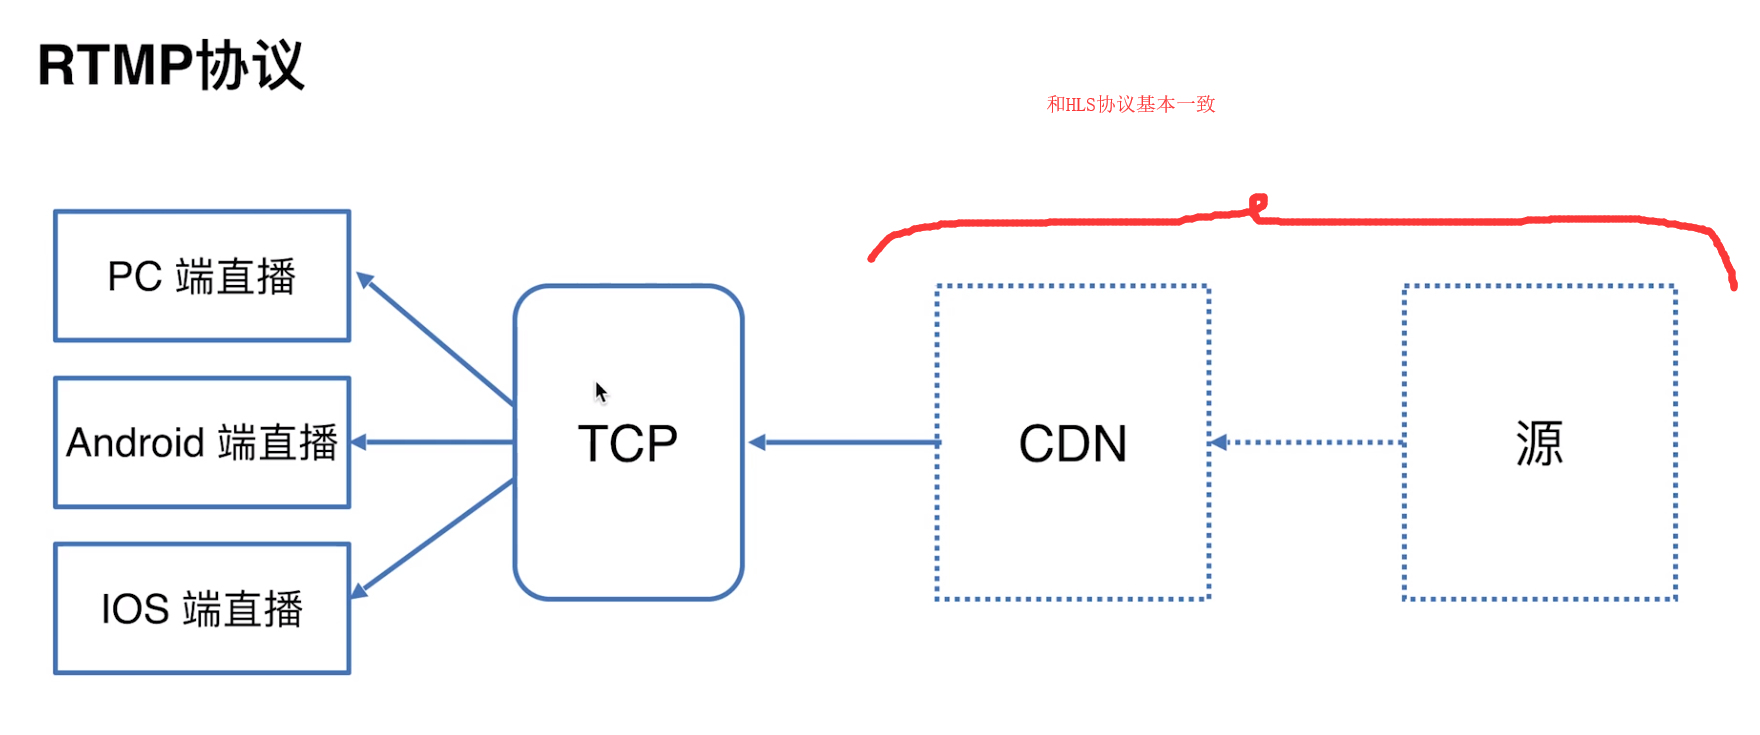 RTMP协议
和HLS协议基本一致
PC 端直播
Android 端直播
IOS 端直播
TCP
CDN
源